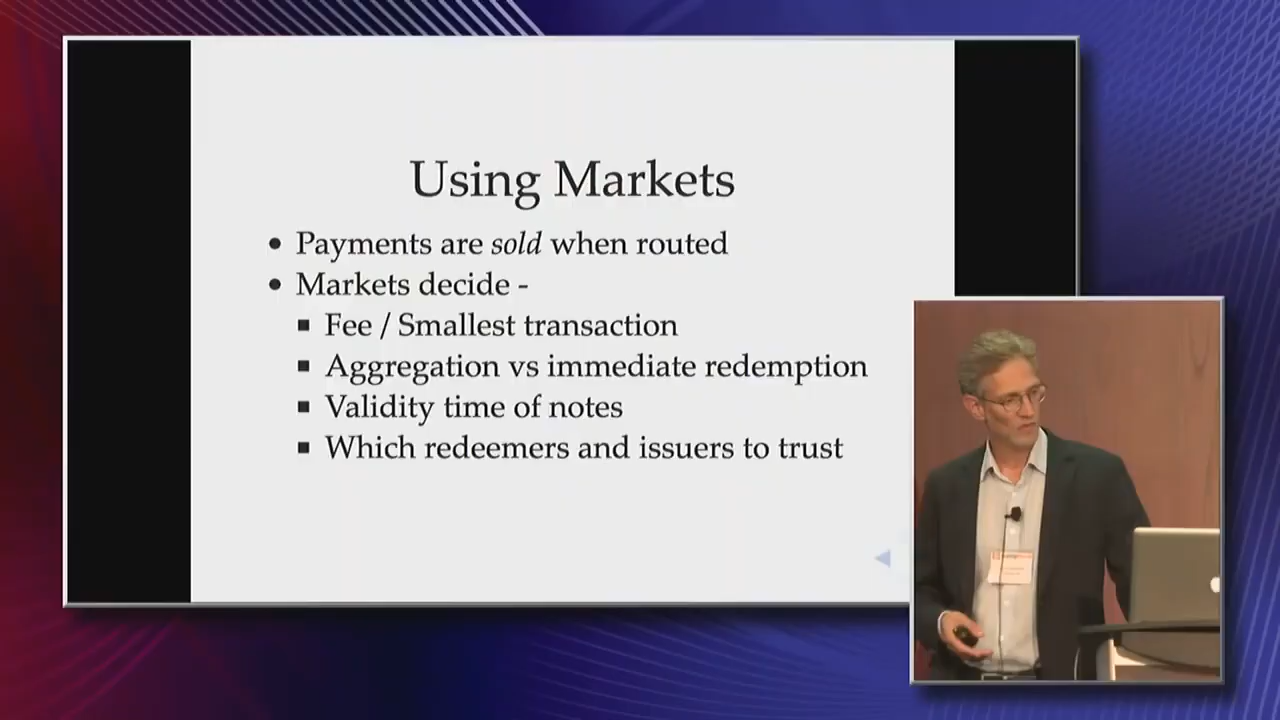 Using Markets
• Payments are sold when routed
• Markets decide -
▪ Fee / Smallest transaction
▪ Aggregation vs immediate redemption
▪ Validity time of notes
▪ Which redeemers and issuers to trust